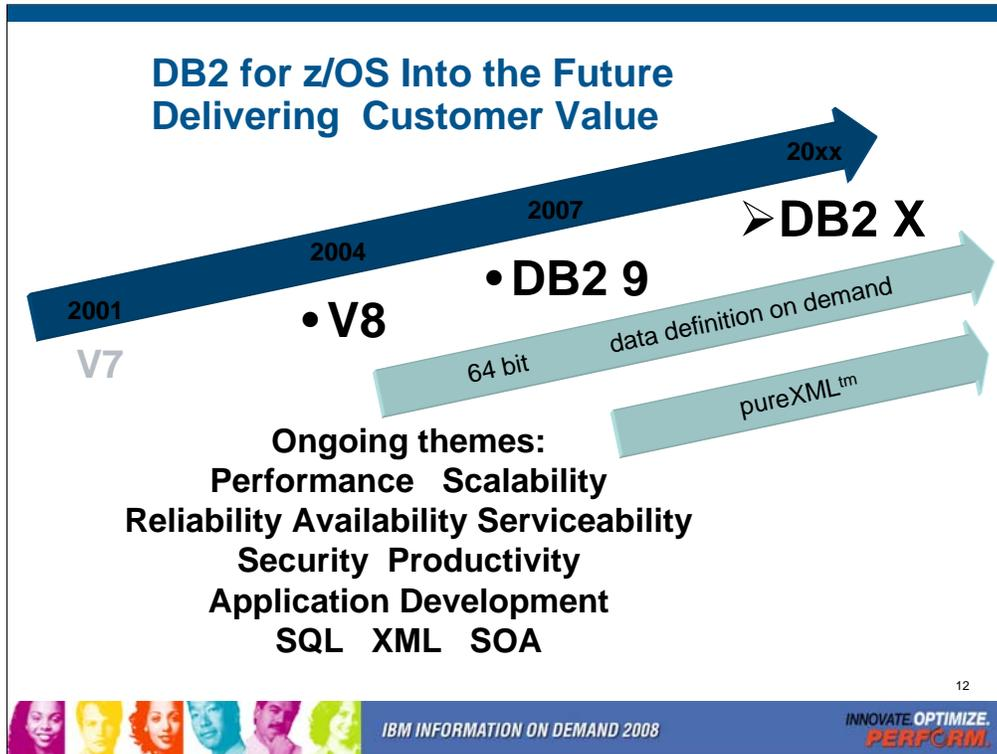 DB2 for z/OS Into the Future
Delivering Customer Value
20xx
2007
2004
2001
➢DB2 X
•DB2 9
•V8
V7
64 bit data definition on demand
pureXMLtm
Ongoing themes:
Performance Scalability
Reliability Availability Serviceability
Security Productivity
Application Development
SQL XML SOA
12
IBM INFORMATION ON DEMAND 2008
INNOVATE.OPTIMIZE.
PERFORM.